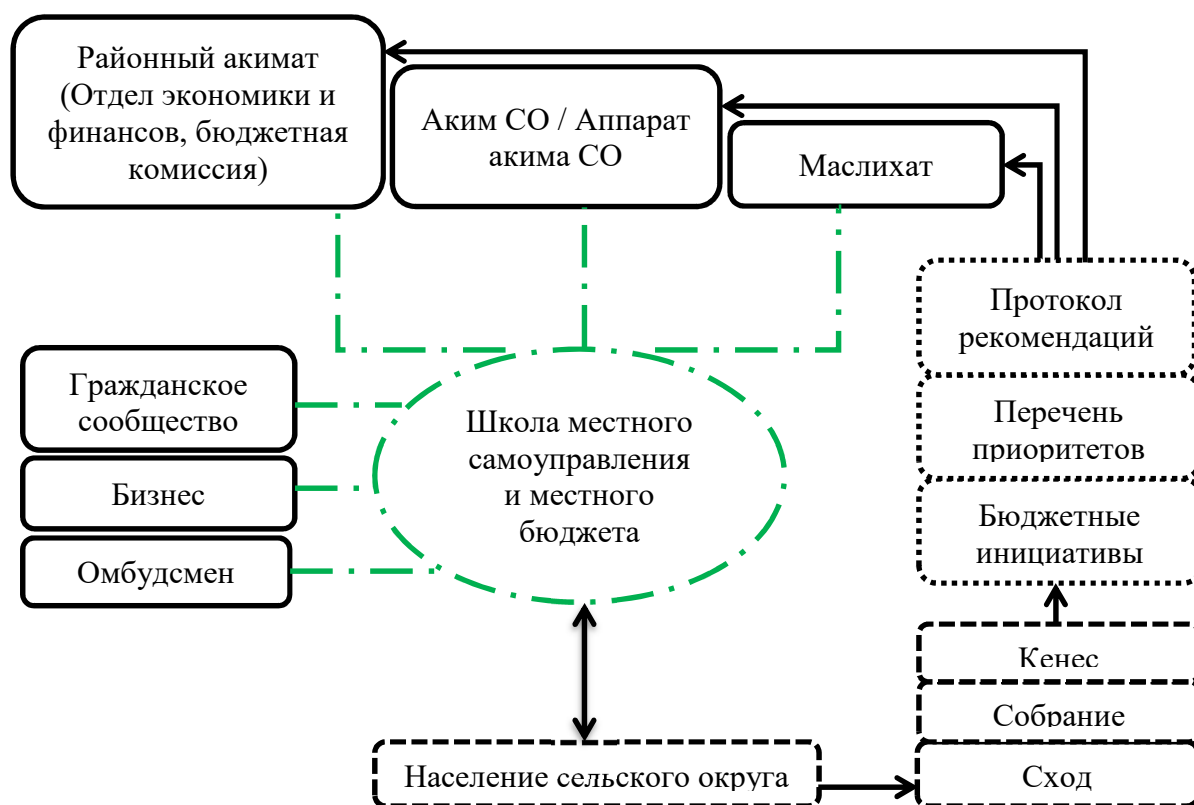 Районный акимат
(Отдел экономики и
финансов, бюджетная
комиссия)
Аким СО / Аппарат
акима СО
Маслихат
Протокол
рекомендаций
Гражданское
сообщество
Перечень
приоритетов
Школа местного
самоуправления
и местного
бюджета
Бизнес
Бюджетные
инициативы
Омбудсмен
Кенес
Собрание
Население сельского округа
Сход